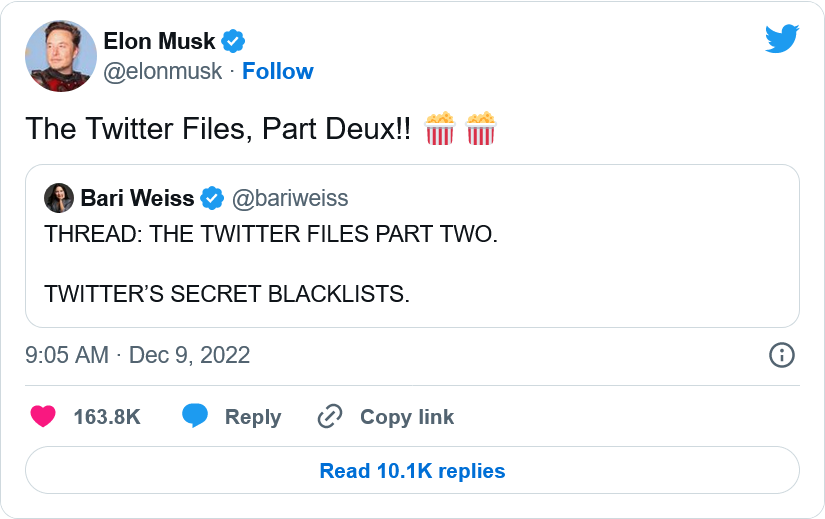 Elon Musk
@elonmusk · Follow
The Twitter Files, Part Deux!! 🍿🍿
Bari Weiss @bariweiss
THREAD: THE TWITTER FILES PART TWO.
TWITTER’S SECRET BLACKLISTS.
9:05 AM · Dec 9, 2022
163.8K Reply Copy link
Read 10.1K replies